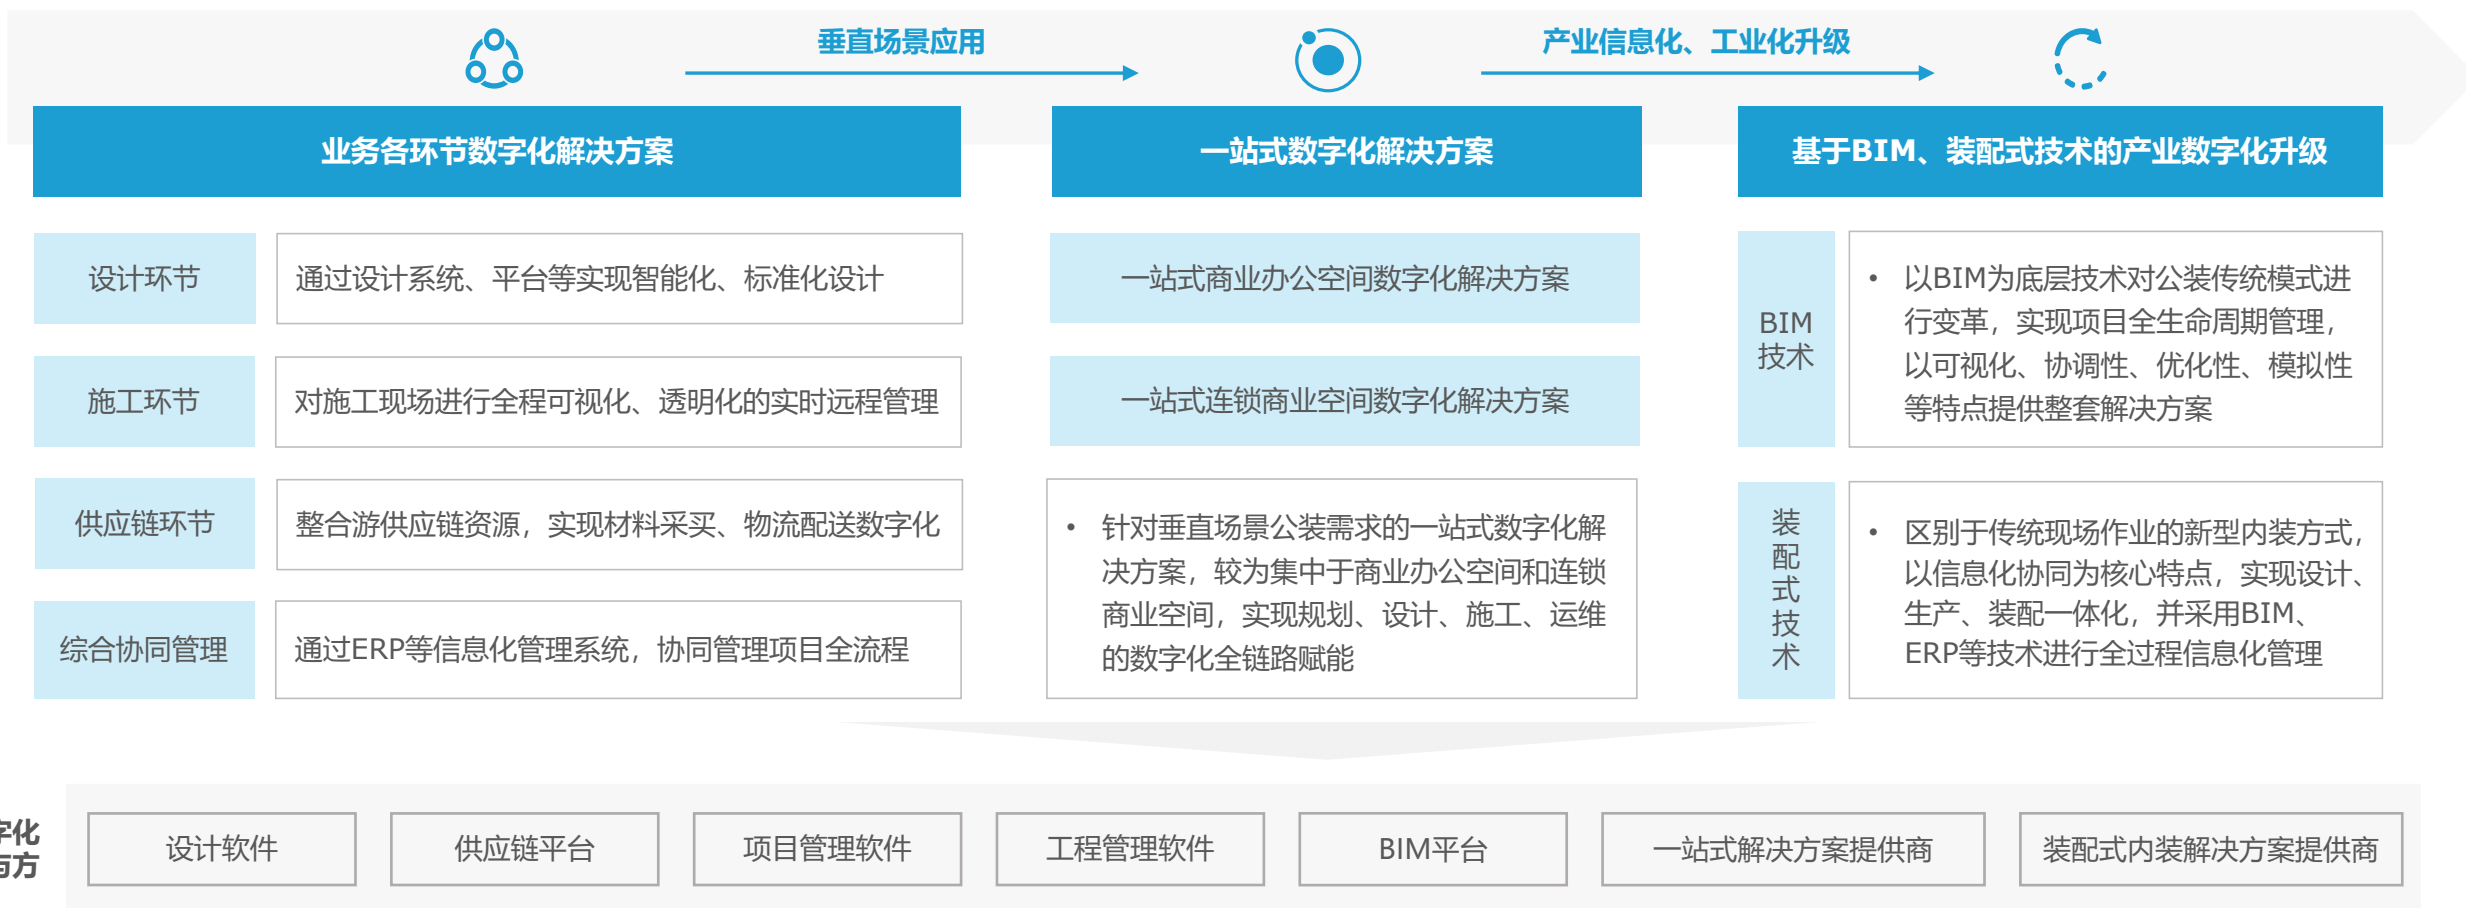 垂直场景应用
产业信息化、工业化升级
业务各环节数字化解决方案
一站式数字化解决方案
基于BIM、装配式技术的产业数字化升级
设计环节
通过设计系统、平台等实现智能化、标准化设计
施工环节
对施工现场进行全程可视化、透明化的实时远程管理
供应链环节
整合游供应链资源，实现材料采买、物流配送数字化
综合协同管理
通过ERP等信息化管理系统，协同管理项目全流程
一站式商业办公空间数字化解决方案
一站式连锁商业空间数字化解决方案
• 针对垂直场景公装需求的一站式数字化解
决方案，较为集中于商业办公空间和连锁
商业空间，实现规划、设计、施工、运维
的数字化全链路赋能
BIM
技术
• 以BIM为底层技术对公装传统模式进
行变革，实现项目全生命周期管理，
以可视化、协调性、优化性、模拟性
等特点提供整套解决方案
装配式技术
• 区别于传统现场作业的新型内装方式，
以信息化协同为核心特点，实现设计、
生产、装配一体化，并采用BIM、
ERP等技术进行全过程信息化管理
字化
与方
设计软件
供应链平台
项目管理软件
工程管理软件
BIM平台
一站式解决方案提供商
装配式内装解决方案提供商